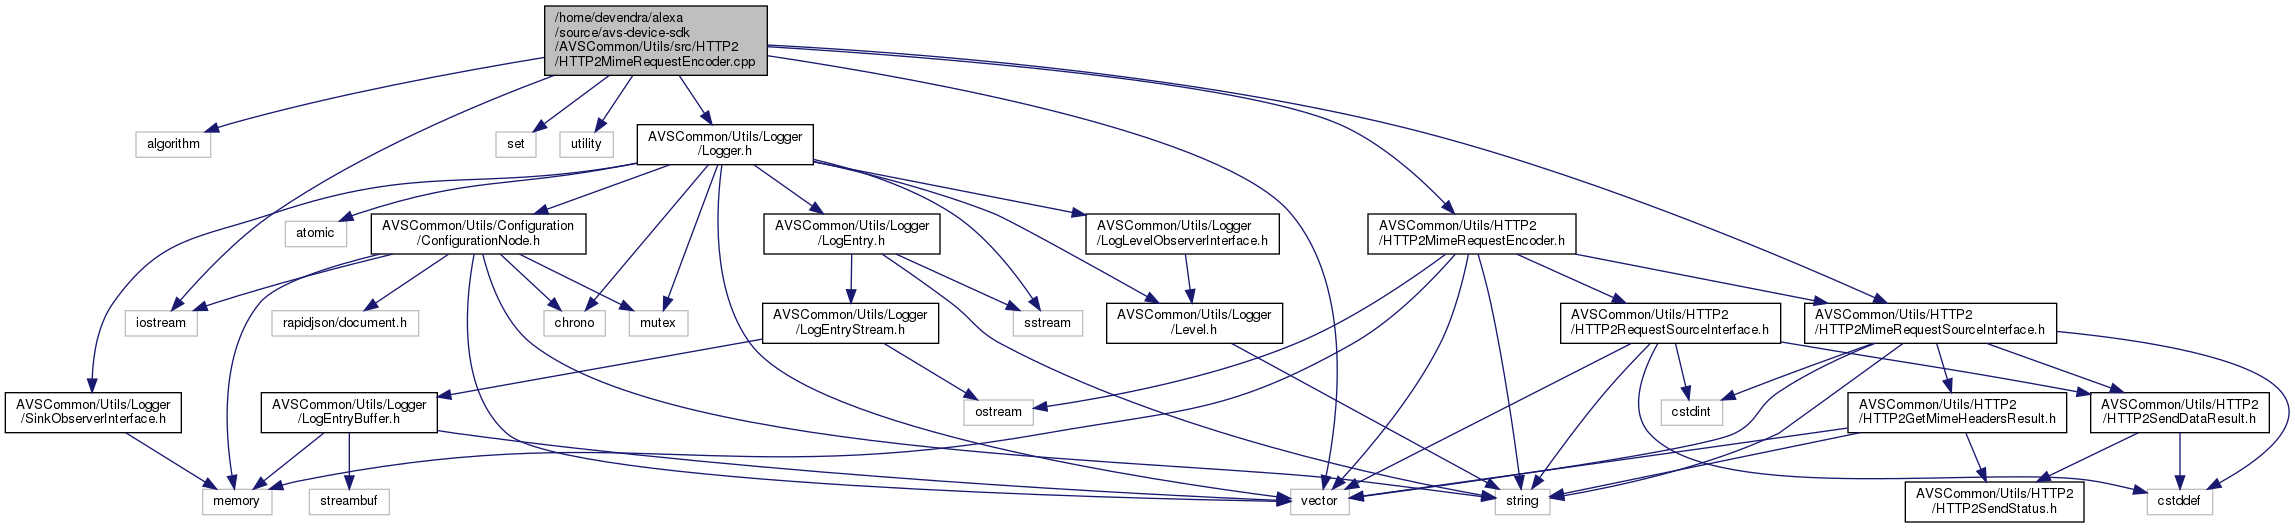 /home/devendra/alexa
/source/avs-device-sdk
/AVSCommon/Utils/src/HTTP2
/HTTP2MimeRequestEncoder.cpp
algorithm
set
utility
AVSCommon/Utils/Logger
/Logger.h
atomic
AVSCommon/Utils/Configuration
/ConfigurationNode.h
AVSCommon/Utils/Logger
/LogEntry.h
AVSCommon/Utils/Logger
/LogLevelObserverInterface.h
AVSCommon/Utils/HTTP2
/HTTP2MimeRequestEncoder.h
iostream
rapidjson/document.h
chrono
mutex
AVSCommon/Utils/Logger
/LogEntryStream.h
sstream
AVSCommon/Utils/Logger
/Level.h
AVSCommon/Utils/HTTP2
/HTTP2RequestSourceInterface.h
AVSCommon/Utils/HTTP2
/HTTP2MimeRequestSourceInterface.h
AVSCommon/Utils/Logger
/SinkObserverInterface.h
AVSCommon/Utils/Logger
/LogEntryBuffer.h
ostream
cstdint
AVSCommon/Utils/HTTP2
/HTTP2GetMimeHeadersResult.h
AVSCommon/Utils/HTTP2
/HTTP2SendDataResult.h
memory
streambuf
vector
string
AVSCommon/Utils/HTTP2
/HTTP2SendStatus.h
cstddef